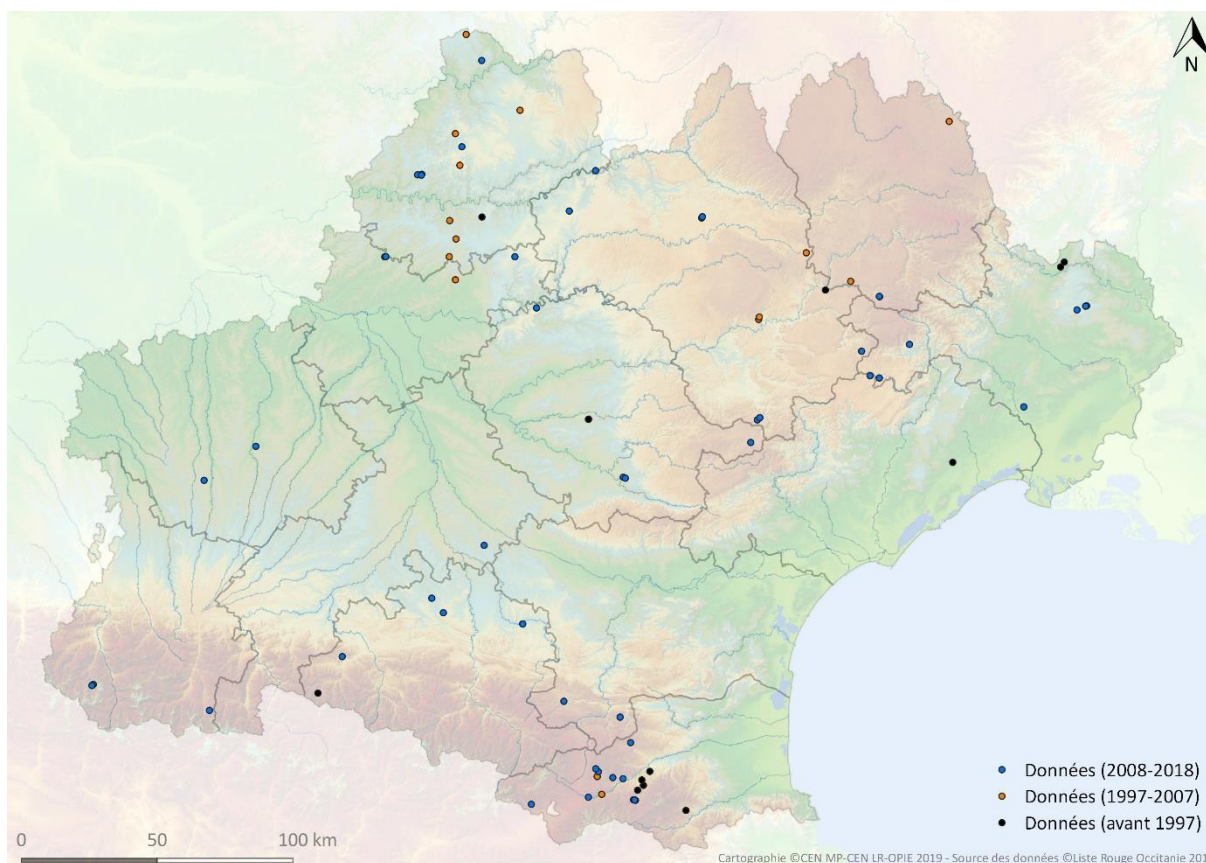 N
Données (2008-2018)
Données (1997-2007)
Données (avant 1997)
0 50 100 km
Cartographie ©CEN MP-CEN LR-OPIE 2019 - Source des données ©Liste Rouge Occitanie 201